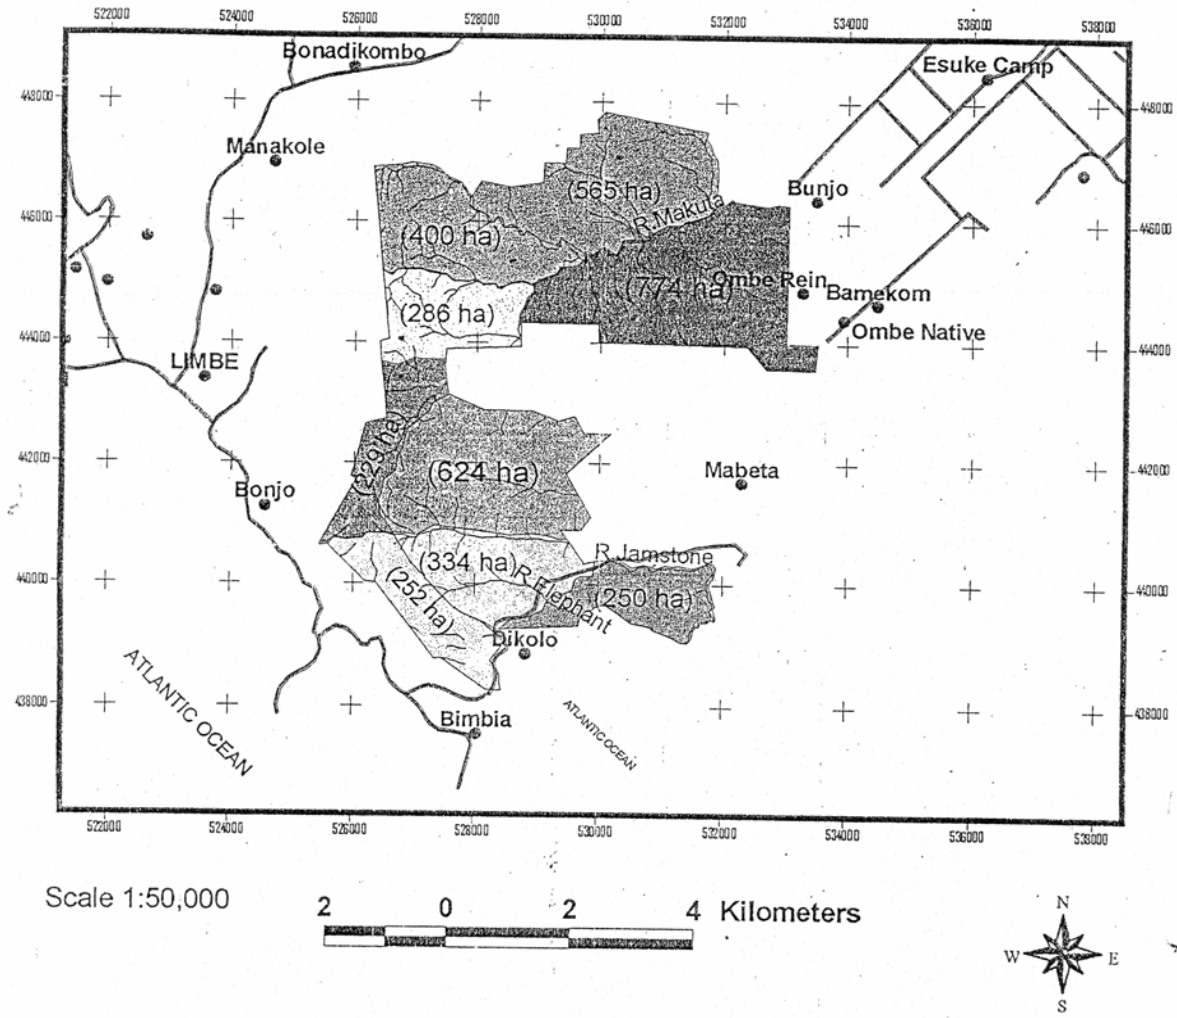 522000 524000 526000 528000 530000 532000 534000 536000 538000
Bonadikombo
Esuke Camp
448000
448000
Manakole
(565 ha)
Bunjo
R.Makuta
446000
446000
(400 ha)
(774 ha)
Ombe Rein
Bamekom
(286 ha)
Ombe Native
444000
444000
LIMBE
(229 ha)
(624 ha)
Mabeta
442000
442000
Bonjo
R.Jamstone
(334 ha)
R.Elephant
440000
440000
(252 ha)
(250 ha)
Dikolo
ATLANTIC OCEAN
438000
438000
Bimbia
ATLANTIC OCEAN
522000 524000 526000 528000 530000 532000 534000 536000 538000
Scale 1:50,000
2 0 2 4 Kilometers
N
W E
S